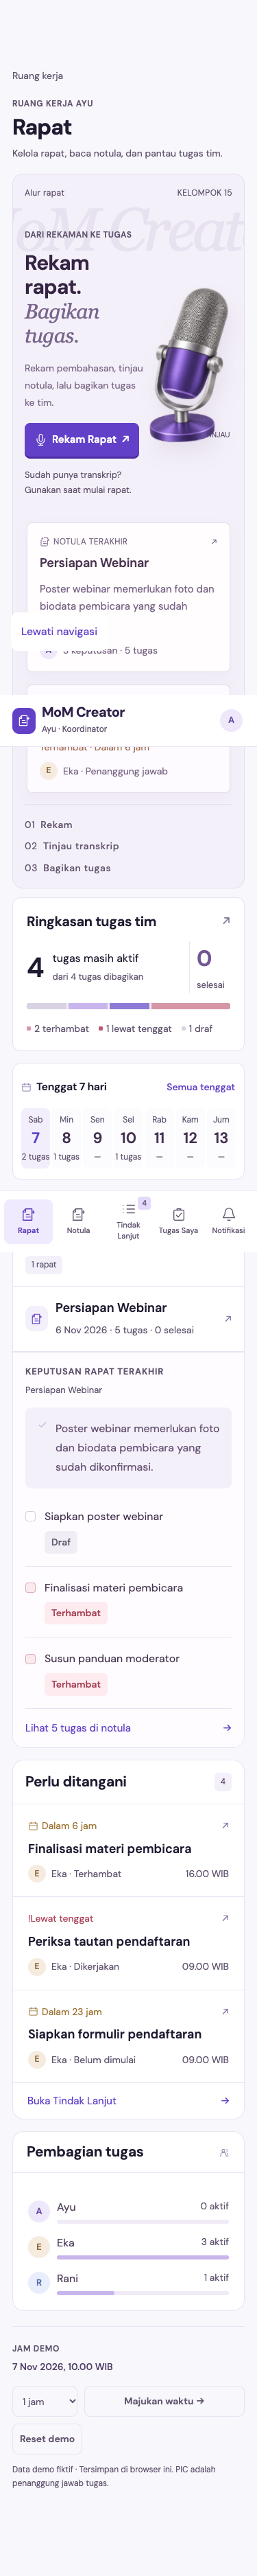 Ruang kerja
RUANG KERJA AYU
Rapat
Kelola rapat, baca notula, dan pantau tugas tim.
Alur rapat
KELOMPOK 15
MoM Creat
DARI REKAMAN KE TUGAS
Rekam
rapat.
Bagikan
tugas.
Rekam pembahasan, tinjau
notula, lalu bagikan tugas
ke tim.
Rekam Rapat
Sudah punya transkrip?
Gunakan saat mulai rapat.
NOTULA TERAKHIR
Persiapan Webinar
Poster webinar memerlukan foto dan
biodata pembicara yang sudah
Lewati navigasi
A 3 keputusan · 5 tugas
MoM Creator
Ayu · Koordinator
A
Terhambat · Dalam 6 jam
E Eka · Penanggung jawab
01 Rekam
02 Tinjau transkrip
03 Bagikan tugas
Ringkasan tugas tim
4 tugas masih aktif
dari 4 tugas dibagikan
0
selesai
2 terhambat 1 lewat tenggat 1 draf
Tenggat 7 hari
Semua tenggat
Sab Min Sen Sel Rab Kam Jum
7 8 9 10 11 12 13
2 tugas 1 tugas — 1 tugas — — —
Rapat
Notula
4
Tindak
Lanjut
Tugas Saya
Notifikasi
1 rapat
Persiapan Webinar
6 Nov 2026 · 5 tugas · 0 selesai
KEPUTUSAN RAPAT TERAKHIR
Persiapan Webinar
Poster webinar memerlukan foto
dan biodata pembicara yang
sudah dikonfirmasi.
Siapkan poster webinar
Draf
Finalisasi materi pembicara
Terhambat
Susun panduan moderator
Terhambat
Lihat 5 tugas di notula →
Perlu ditangani
4
Dalam 6 jam
Finalisasi materi pembicara
E Eka · Terhambat 16.00 WIB
!Lewat tenggat
Periksa tautan pendaftaran
E Eka · Dikerjakan 09.00 WIB
Dalam 23 jam
Siapkan formulir pendaftaran
E Eka · Belum dimulai 09.00 WIB
Buka Tindak Lanjut →
Pembagian tugas
A Ayu 0 aktif
E Eka 3 aktif
R Rani 1 aktif
JAM DEMO
7 Nov 2026, 10.00 WIB
1 jam
Majukan waktu →
Reset demo
Data demo fiktif · Tersimpan di browser ini. PIC adalah
penanggung jawab tugas.